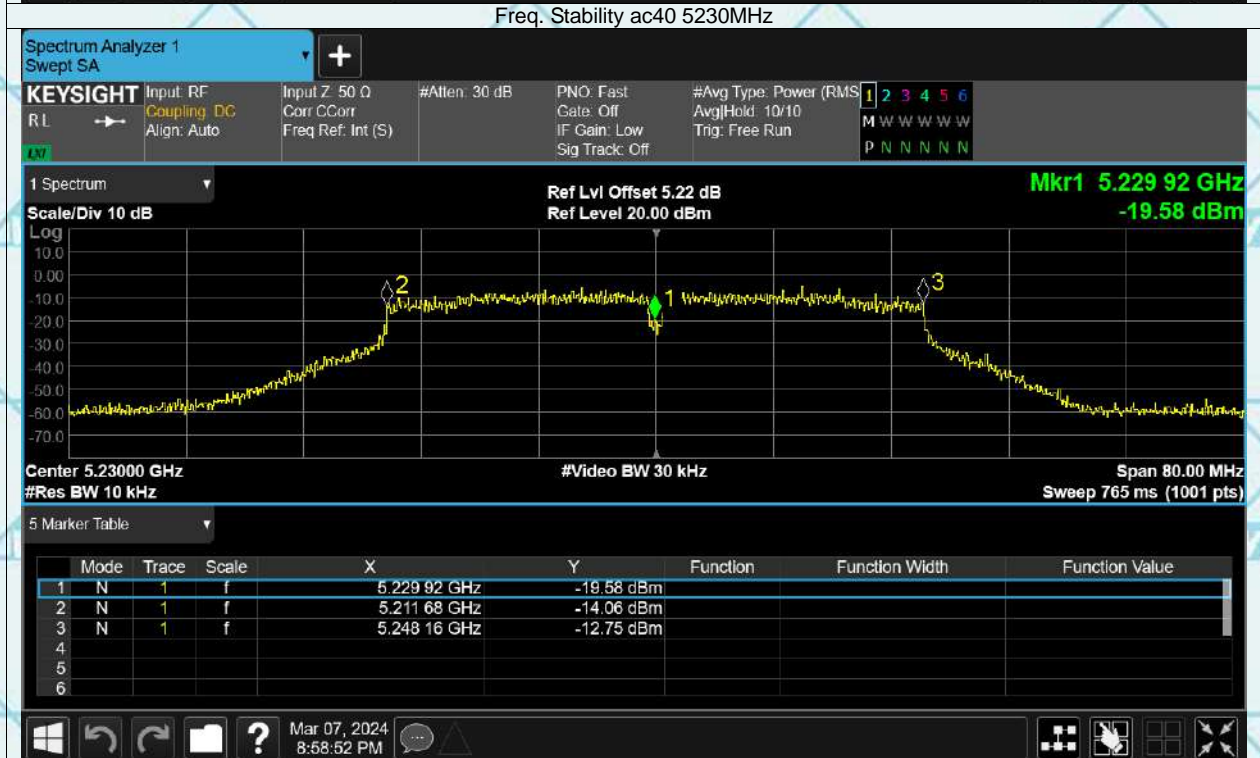 Freq. Stability ac40 5230MHz
Spectrum Analyzer 1
Swept SA
+
KEYSIGHT
RL
LXI
Input: RF
Coupling: DC
Align: Auto
Input Z: 50 Ω
Corr CCorr
Freq Ref: Int (S)
#Atten: 30 dB
PNO: Fast
Gate: Off
IF Gain: Low
Sig Track: Off
#Avg Type: Power (RMS
Avg|Hold: 10/10
Trig: Free Run
1 2 3 4 5 6
M W W W W W
P N N N N N
1 Spectrum
Scale/Div 10 dB
Ref Lvl Offset 5.22 dB
Ref Level 20.00 dBm
Mkr1 5.229 92 GHz
-19.58 dBm
Log
10.0
0.00
-10.0
-20.0
-30.0
-40.0
-50.0
-60.0
-70.0
2
1
3
Center 5.23000 GHz
#Res BW 10 kHz
#Video BW 30 kHz
Span 80.00 MHz
Sweep 765 ms (1001 pts)
5 Marker Table
Mode Trace Scale X Y Function Function Width Function Value
1 N 1 f 5.229 92 GHz -19.58 dBm
2 N 1 f 5.211 68 GHz -14.06 dBm
3 N 1 f 5.248 16 GHz -12.75 dBm
4
5
6
?
Mar 07, 2024
8:58:52 PM